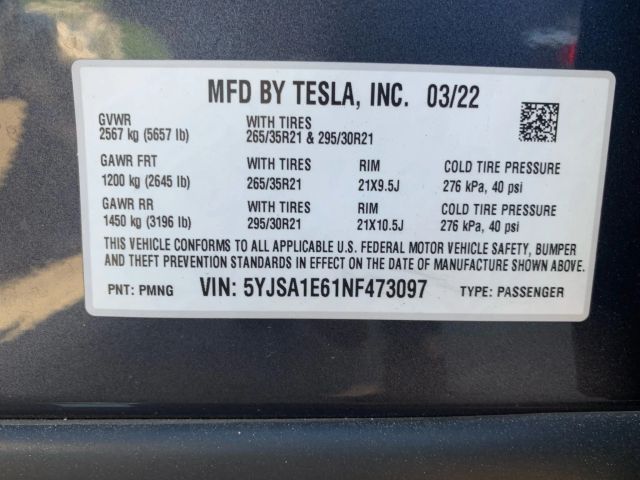 MFD BY TESLA, INC. 03/22
GVWR WITH TIRES
2567 kg (5657 lb) 265/35R21 & 295/30R21
GAWR FRT WITH TIRES RIM COLD TIRE PRESSURE
1200 kg (2645 lb) 265/35R21 21X9.5J 276 kPa, 40 psi
GAWR RR WITH TIRES RIM COLD TIRE PRESSURE
1450 kg (3196 lb) 295/30R21 21X10.5J 276 kPa, 40 psi
THIS VEHICLE CONFORMS TO ALL APPLICABLE U.S. FEDERAL MOTOR VEHICLE SAFETY, BUMPER
AND THEFT PREVENTION STANDARDS IN EFFECT ON THE DATE OF MANUFACTURE SHOWN ABOVE.
PNT: PMNG VIN: 5YJSA1E61NF473097 TYPE: PASSENGER